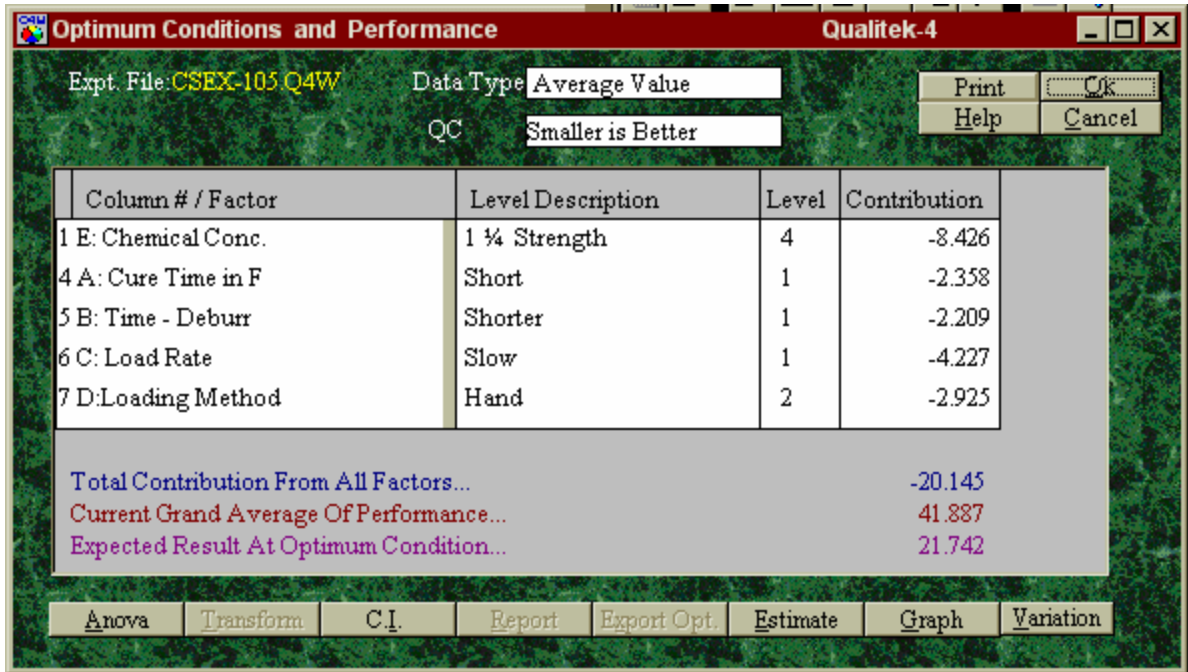 Optimum Conditions and Performance Qualitek-4
Expt. File:CSEX-105.Q4W Data Type Average Value Print Ok
QC Smaller is Better Help Cancel
Column # / Factor Level Description Level Contribution
1 E: Chemical Conc. 1 ¼ Strength 4 -8.426
4 A: Cure Time in F Short 1 -2.358
5 B: Time - Deburr Shorter 1 -2.209
6 C: Load Rate Slow 1 -4.227
7 D:Loading Method Hand 2 -2.925
Total Contribution From All Factors... -20.145
Current Grand Average Of Performance... 41.887
Expected Result At Optimum Condition... 21.742
Anova Transform C.I. Report Export Opt. Estimate Graph Variation